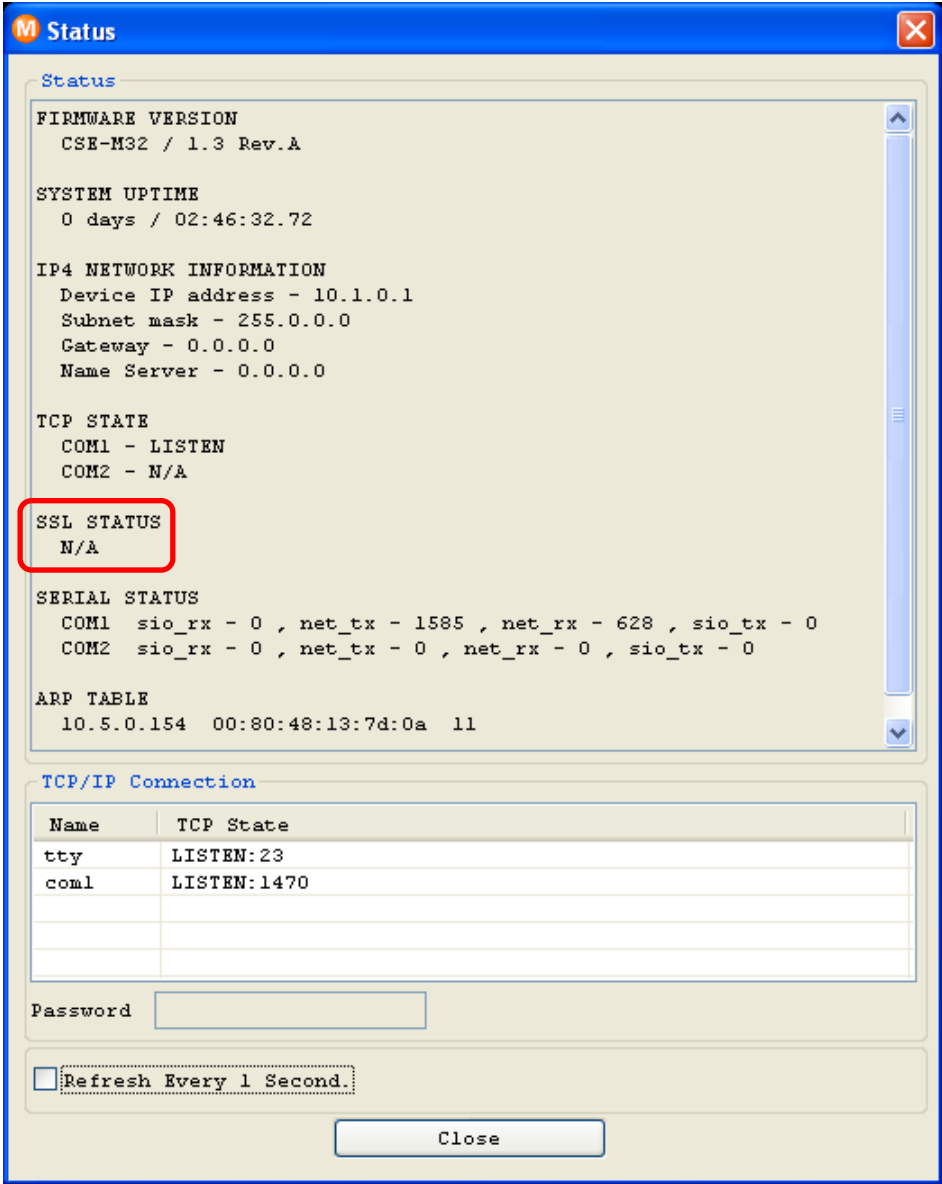 M Status
Status
FIRMWARE VERSION
CSE-M32 / 1.3 Rev.A
SYSTEM UPTIME
0 days / 02:46:32.72
IP4 NETWORK INFORMATION
Device IP address - 10.1.0.1
Subnet mask - 255.0.0.0
Gateway - 0.0.0.0
Name Server - 0.0.0.0
TCP STATE
COM1 - LISTEN
COM2 - N/A
SSL STATUS
N/A
SERIAL STATUS
COM1  sio_rx - 0 , net_tx - 1585 , net_rx - 628 , sio_tx - 0
COM2  sio_rx - 0 , net_tx - 0 , net_rx - 0 , sio_tx - 0
ARP TABLE
10.5.0.154  00:80:48:13:7d:0a  11
TCP/IP Connection
Name TCP State
tty LISTEN:23
com1 LISTEN:1470
Password
Refresh Every 1 Second.
Close